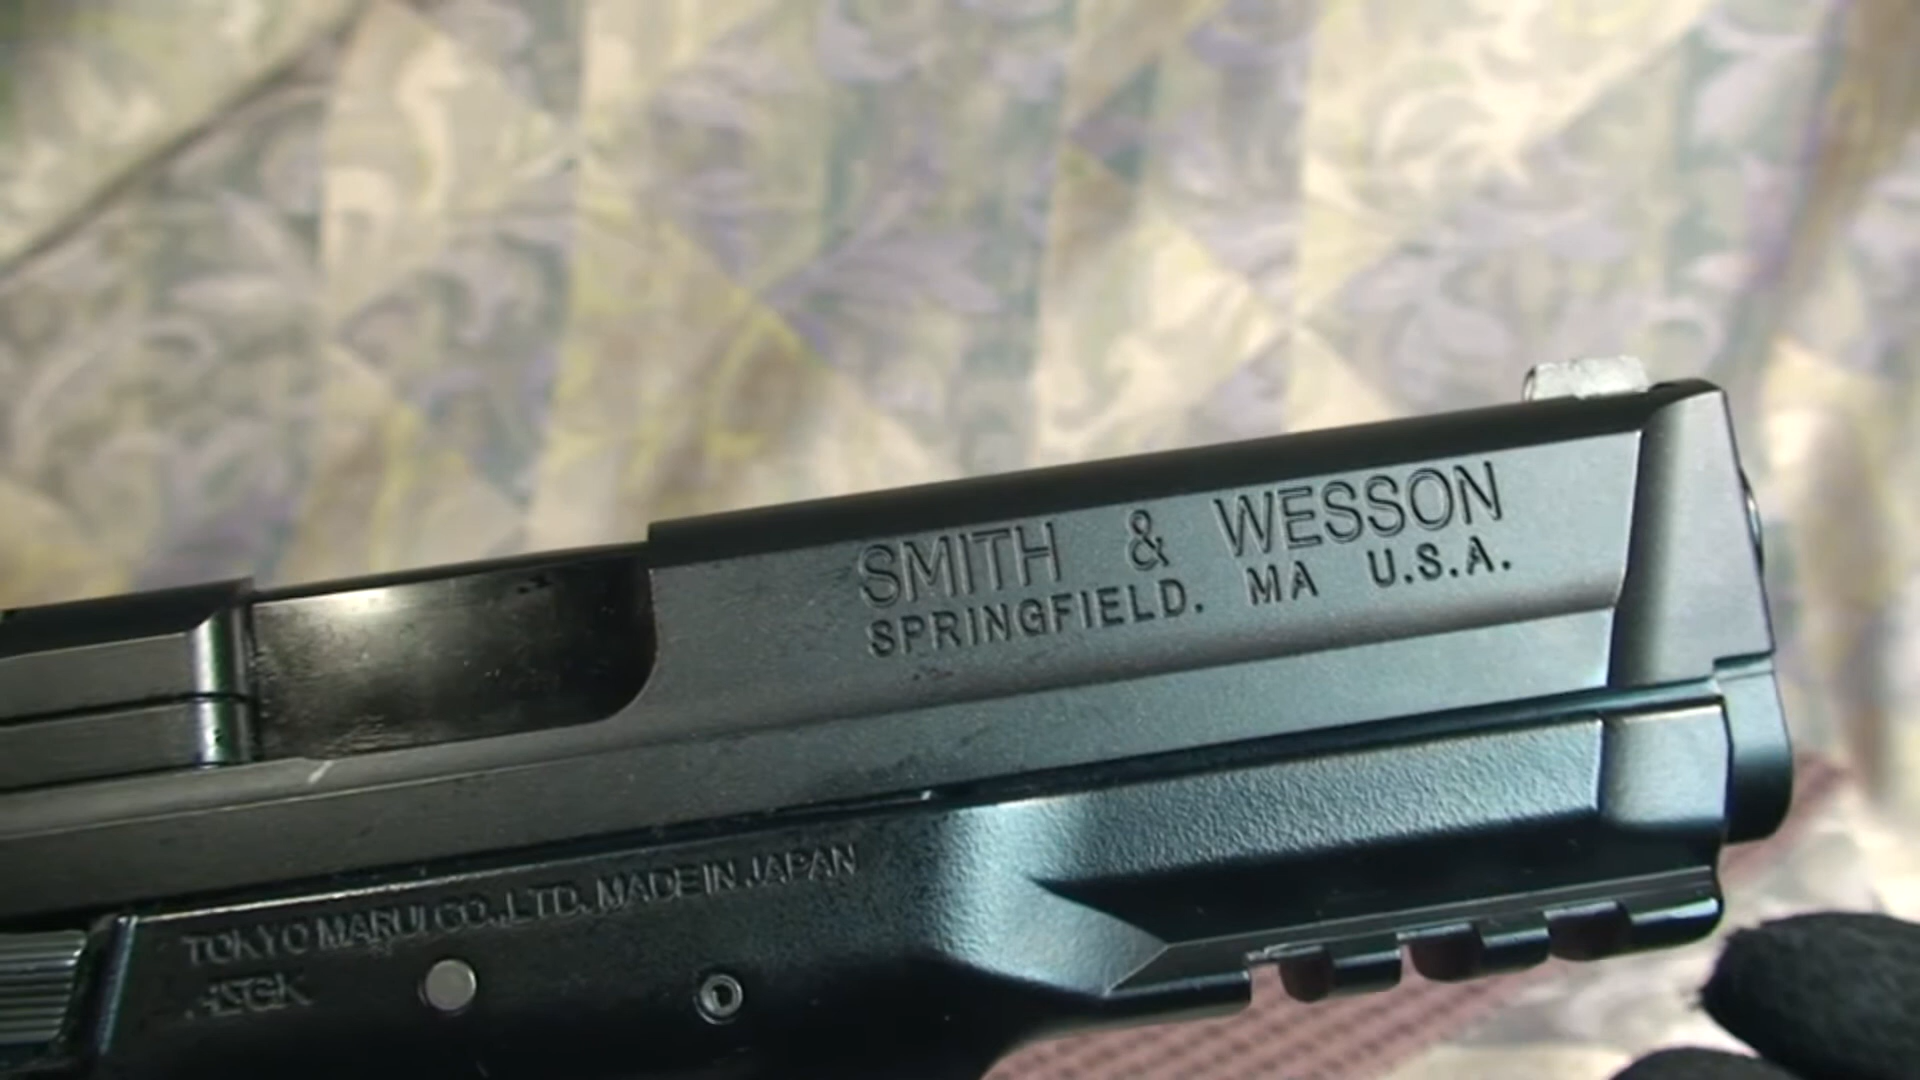 SMITH & WESSON
SPRINGFIELD. MA U.S.A.
TOKYO MARUI CO.,LTD. MADE IN JAPAN
ASGK